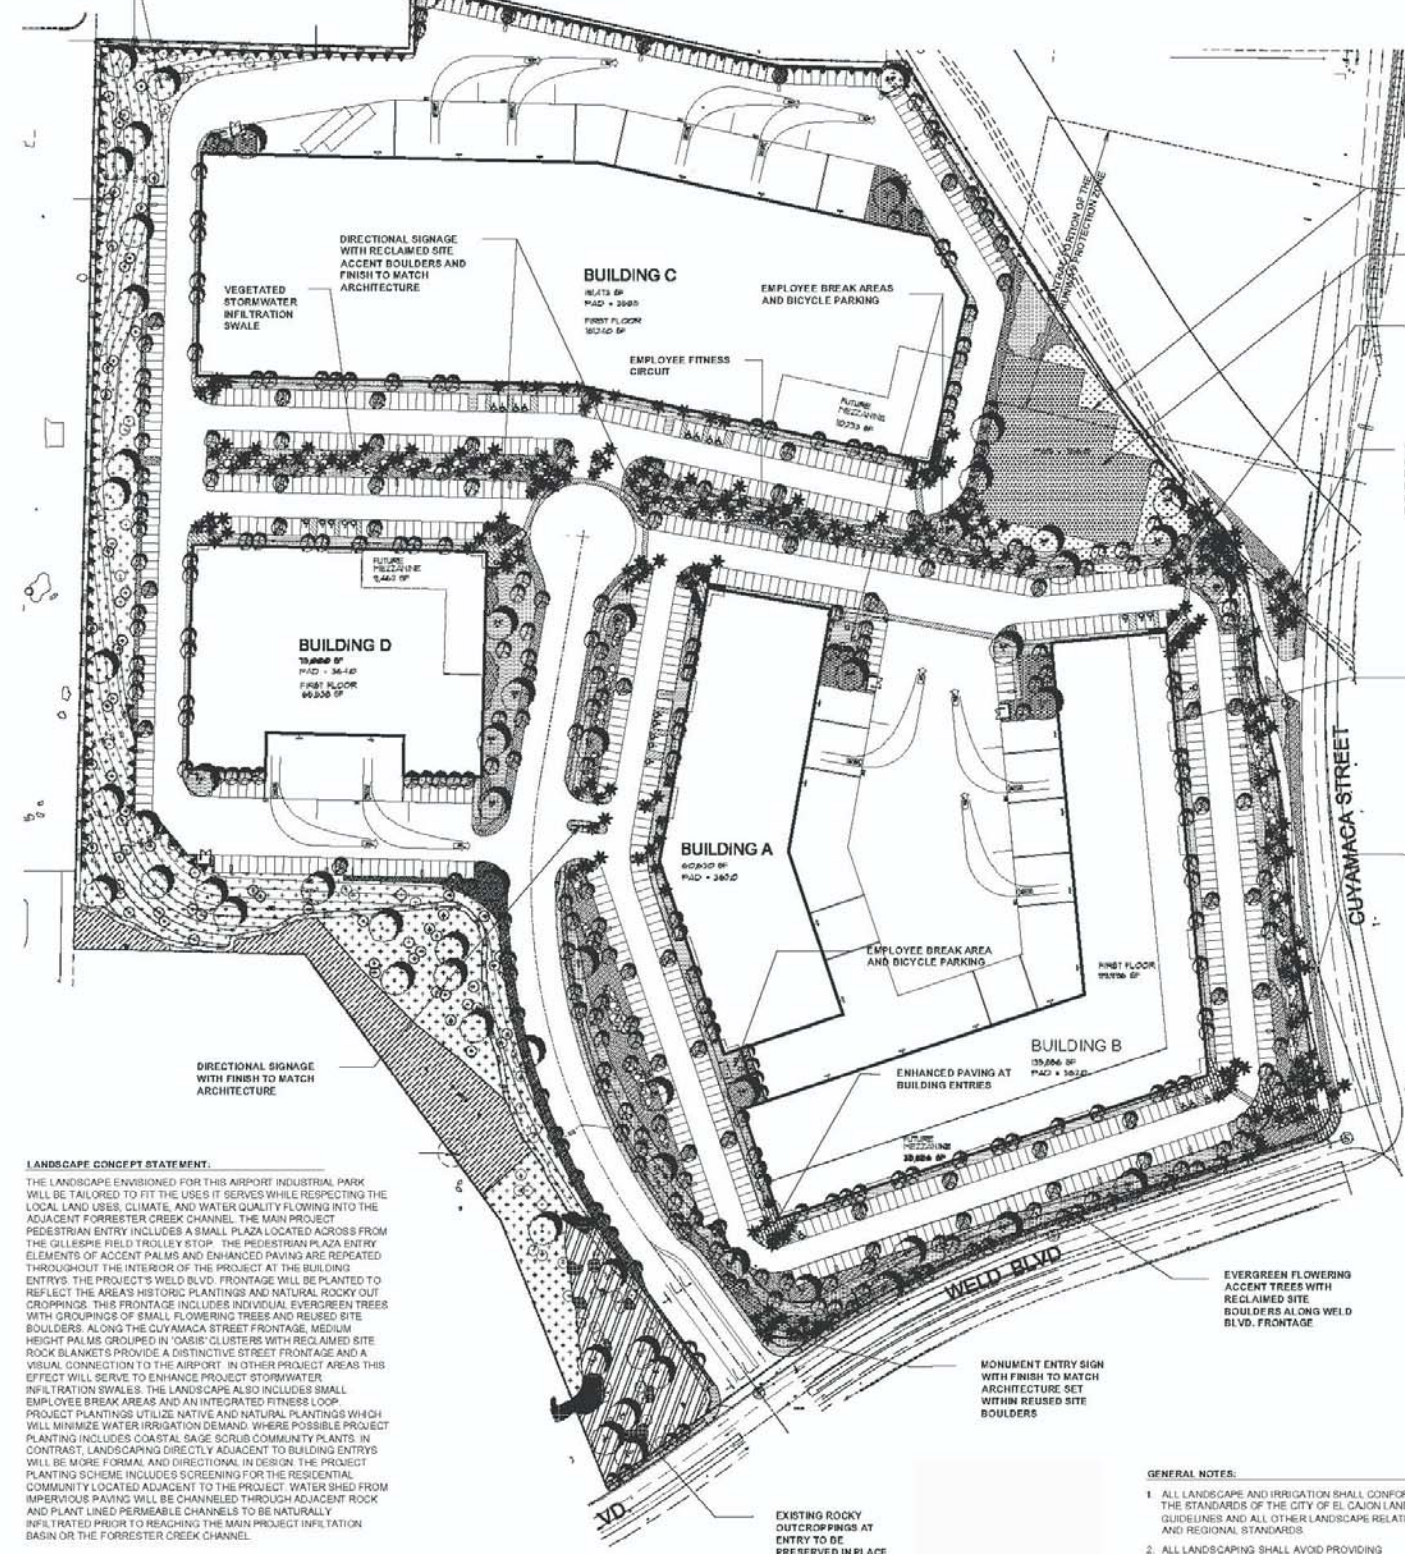 DIRECTIONAL SIGNAGE
WITH RECLAIMED SITE
ACCENT BOULDERS AND
FINISH TO MATCH
ARCHITECTURE
VEGETATED
STORMWATER
INFILTRATION
SWALE
BUILDING C
FIRST FLOOR
EMPLOYEE BREAK AREAS
AND BICYCLE PARKING
EMPLOYEE FITNESS
CIRCUIT
FUTURE
MEZZANINE
PORTION OF THE
PROTECTION ZONE
FUTURE
MEZZANINE
BUILDING D
FIRST FLOOR
BUILDING A
EMPLOYEE BREAK AREA
AND BICYCLE PARKING
FIRST FLOOR
BUILDING B
ENHANCED PAVING AT
BUILDING ENTRIES
FUTURE
MEZZANINE
CUYAMACA STREET
WELD BLVD
DIRECTIONAL SIGNAGE
WITH FINISH TO MATCH
ARCHITECTURE
LANDSCAPE CONCEPT STATEMENT:
THE LANDSCAPE ENVISIONED FOR THIS AIRPORT INDUSTRIAL PARK
WILL BE TAILORED TO FIT THE USES IT SERVES WHILE RESPECTING THE
LOCAL LAND USES, CLIMATE, AND WATER QUALITY FLOWING INTO THE
ADJACENT FORRESTER CREEK CHANNEL. THE MAIN PROJECT
PEDESTRIAN ENTRY INCLUDES A SMALL PLAZA LOCATED ACROSS FROM
THE GILLESPIE FIELD TROLLEY STOP. THE PEDESTRIAN PLAZA ENTRY
ELEMENTS OF ACCENT PALMS AND ENHANCED PAVING ARE REPEATED
THROUGHOUT THE INTERIOR OF THE PROJECT AT THE BUILDING
ENTRYS. THE PROJECT'S WELD BLVD. FRONTAGE WILL BE PLANTED TO
REFLECT THE AREA'S HISTORIC PLANTINGS AND NATURAL ROCKY OUT
CROPPINGS. THIS FRONTAGE INCLUDES INDIVIDUAL EVERGREEN TREES
WITH GROUPINGS OF SMALL FLOWERING TREES AND REUSED SITE
BOULDERS. ALONG THE CUYAMACA STREET FRONTAGE, MEDIUM
HEIGHT PALMS GROUPED IN 'OASIS' CLUSTERS WITH RECLAIMED SITE
ROCK BLANKETS PROVIDE A DISTINCTIVE STREET FRONTAGE AND A
VISUAL CONNECTION TO THE AIRPORT. IN OTHER PROJECT AREAS THIS
EFFECT WILL SERVE TO ENHANCE PROJECT STORMWATER
INFILTRATION SWALES. THE LANDSCAPE ALSO INCLUDES SMALL
EMPLOYEE BREAK AREAS AND AN INTEGRATED FITNESS LOOP.
PROJECT PLANTINGS UTILIZE NATIVE AND NATURAL PLANTINGS WHICH
WILL MINIMIZE WATER IRRIGATION DEMAND. WHERE POSSIBLE PROJECT
PLANTING INCLUDES COASTAL SAGE SCRUB COMMUNITY PLANTS. IN
CONTRAST, LANDSCAPING DIRECTLY ADJACENT TO BUILDING ENTRYS
WILL BE MORE FORMAL AND DIRECTIONAL IN DESIGN. THE PROJECT
PLANTING SCHEME INCLUDES SCREENING FOR THE RESIDENTIAL
COMMUNITY LOCATED ADJACENT TO THE PROJECT. WATER SHED FROM
IMPERVIOUS PAVING WILL BE CHANNELED THROUGH ADJACENT ROCK
AND PLANT LINED PERMEABLE CHANNELS TO BE NATURALLY
INFILTRATED PRIOR TO REACHING THE MAIN PROJECT INFILTATION
BASIN OR THE FORRESTER CREEK CHANNEL.
EVERGREEN FLOWERING
ACCENT TREES WITH
RECLAIMED SITE
BOULDERS ALONG WELD
BLVD. FRONTAGE
MONUMENT ENTRY SIGN
WITH FINISH TO MATCH
ARCHITECTURE SET
WITHIN REUSED SITE
BOULDERS
VD.
EXISTING ROCKY
OUTCROPPINGS AT
ENTRY TO BE
PRESERVED IN PLACE
GENERAL NOTES:
1. ALL LANDSCAPE AND IRRIGATION SHALL CONFOR
THE STANDARDS OF THE CITY OF EL CAJON LAN
GUIDELINES AND ALL OTHER LANDSCAPE RELAT
AND REGIONAL STANDARDS
2. ALL LANDSCAPING SHALL AVOID PROVIDING